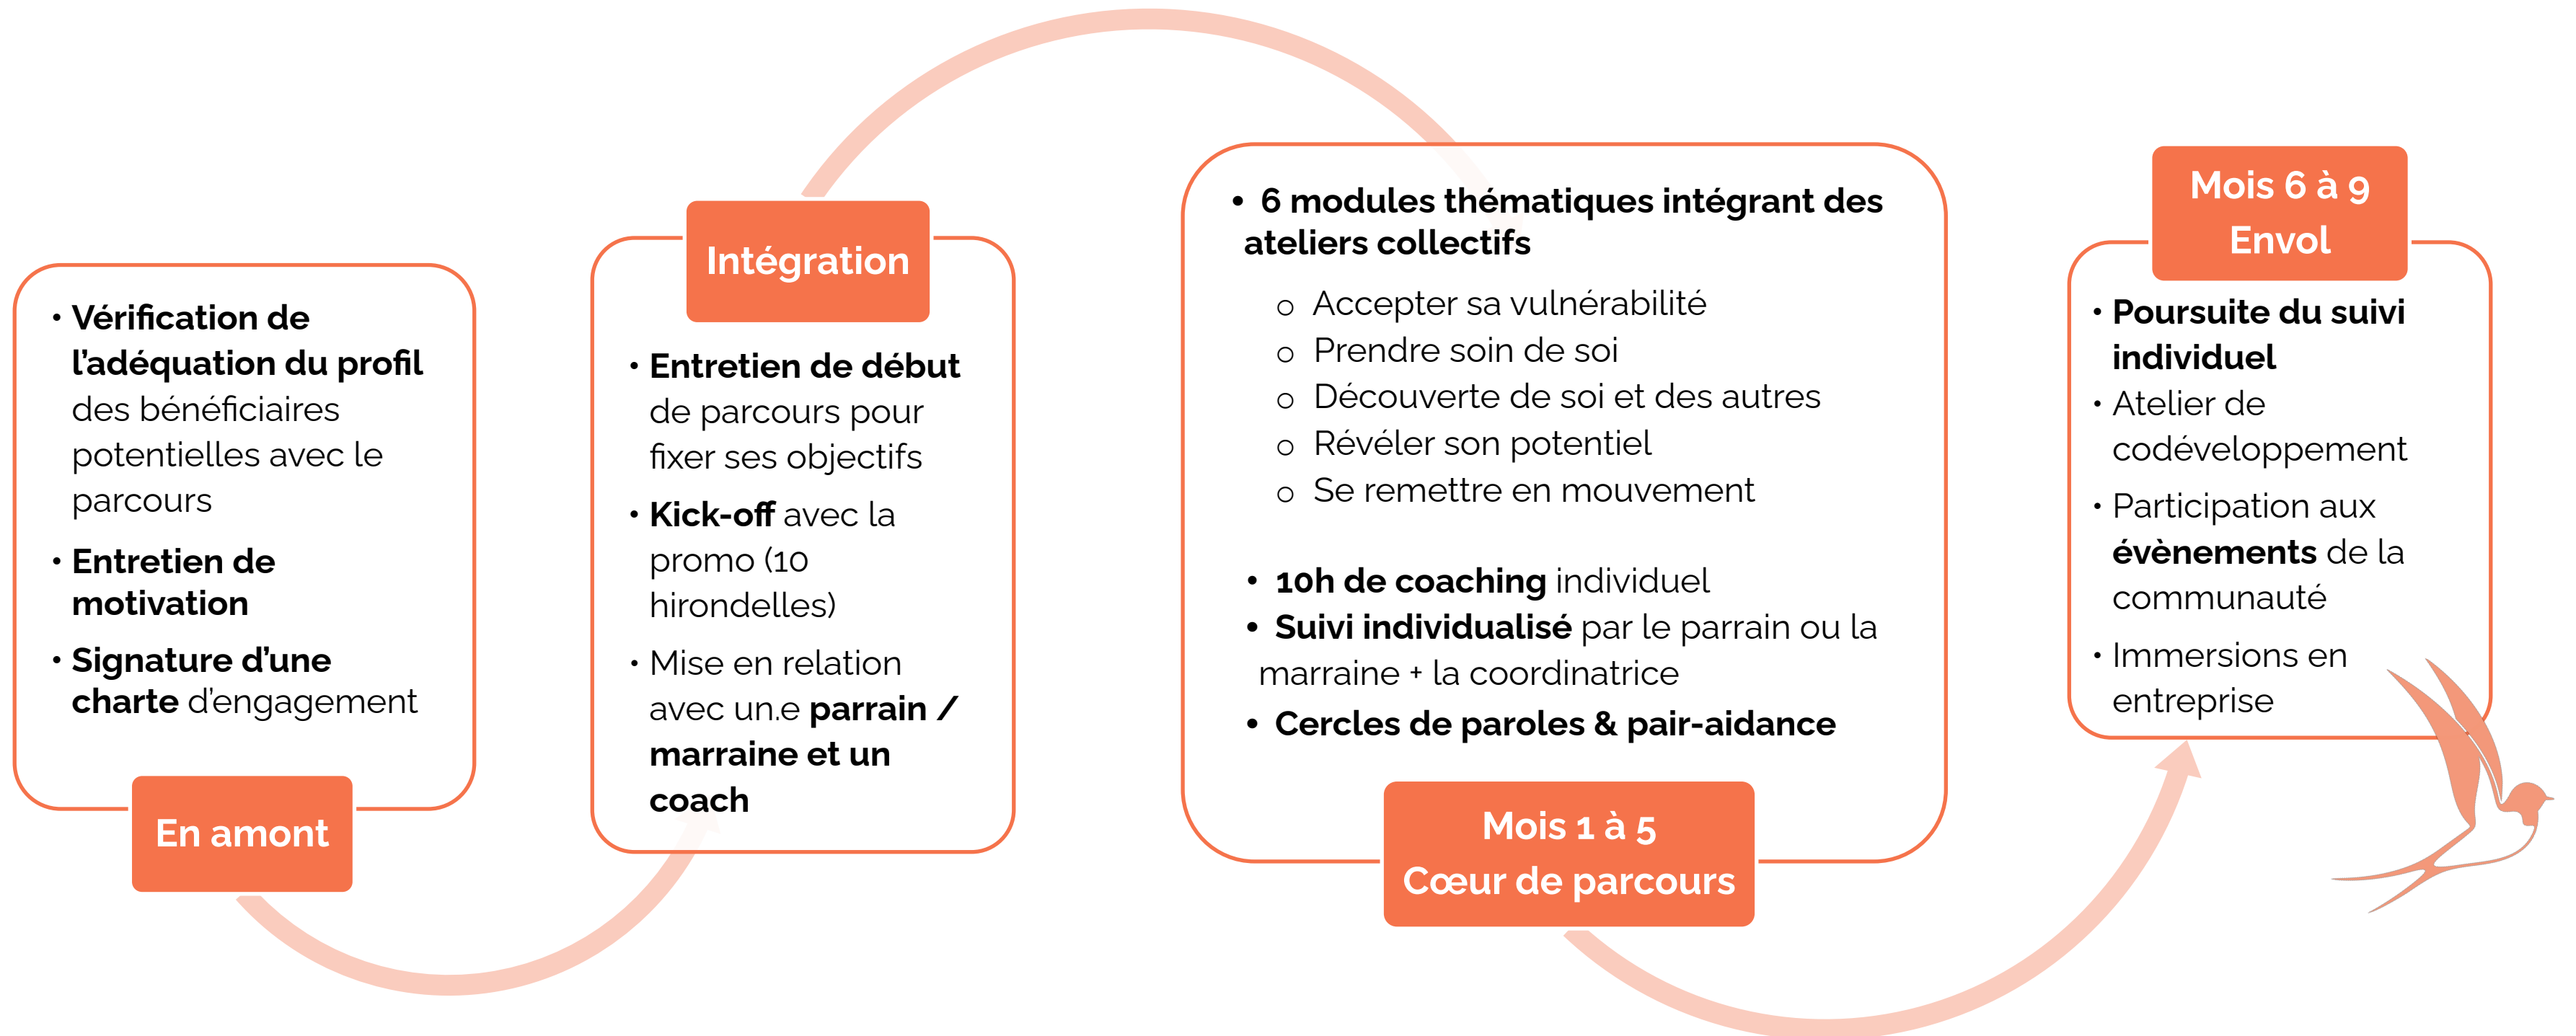 • Vérification de
l’adéquation du profil
des bénéficiaires
potentielles avec le
parcours
• Entretien de
motivation
• Signature d’une
charte d’engagement
En amont
Intégration
• Entretien de début
de parcours pour
fixer ses objectifs
• Kick-off avec la
promo (10
hirondelles)
• Mise en relation
avec un.e parrain /
marraine et un
coach
• 6 modules thématiques intégrant des
ateliers collectifs
o Accepter sa vulnérabilité
o Prendre soin de soi
o Découverte de soi et des autres
o Révéler son potentiel
o Se remettre en mouvement
• 10h de coaching individuel
• Suivi individualisé par le parrain ou la
marraine + la coordinatrice
• Cercles de paroles & pair-aidance
Mois 1 à 5
Cœur de parcours
Mois 6 à 9
Envol
• Poursuite du suivi
individuel
• Atelier de
codéveloppement
• Participation aux
évènements de la
communauté
• Immersions en
entreprise